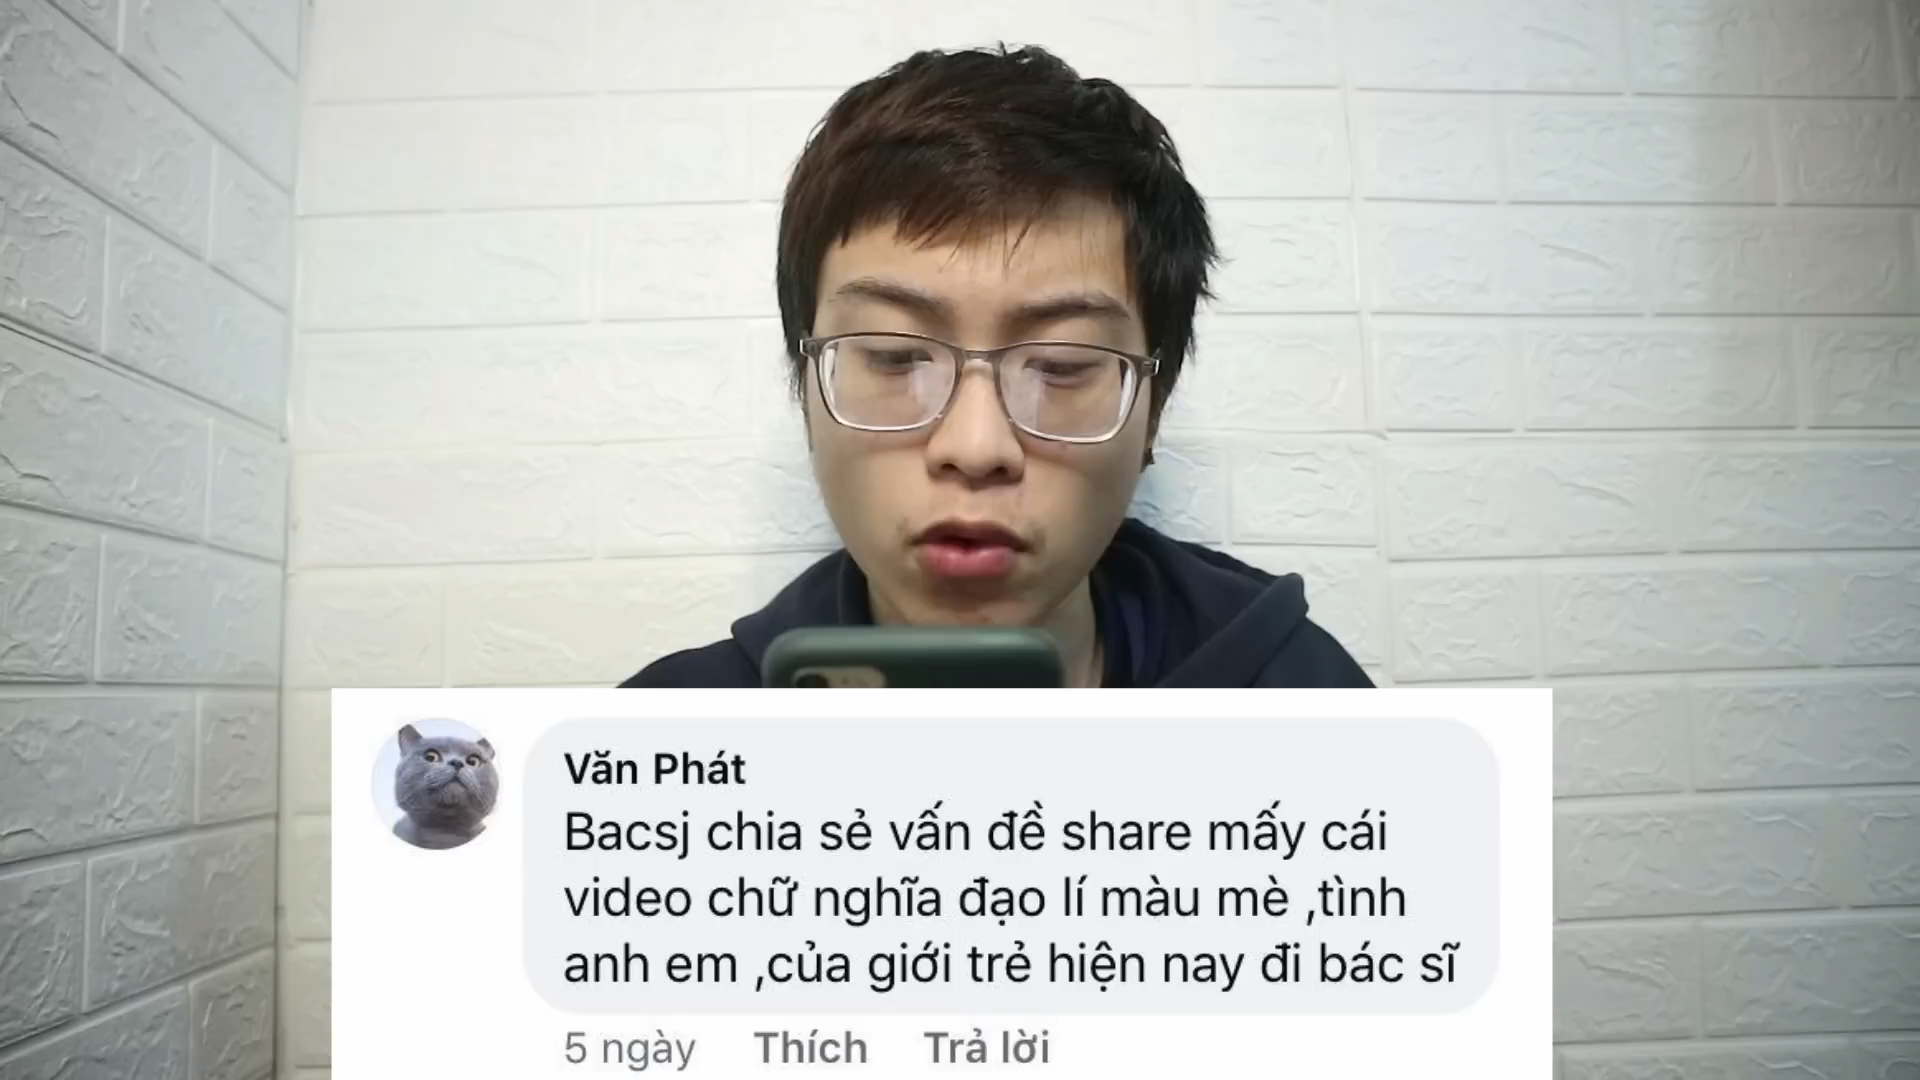 Văn Phát
Bacsj chia sẻ vấn đề share mấy cái
video chữ nghĩa đạo lí màu mè ,tình
anh em ,của giới trẻ hiện nay đi bác sĩ
5 ngày Thích Trả lời